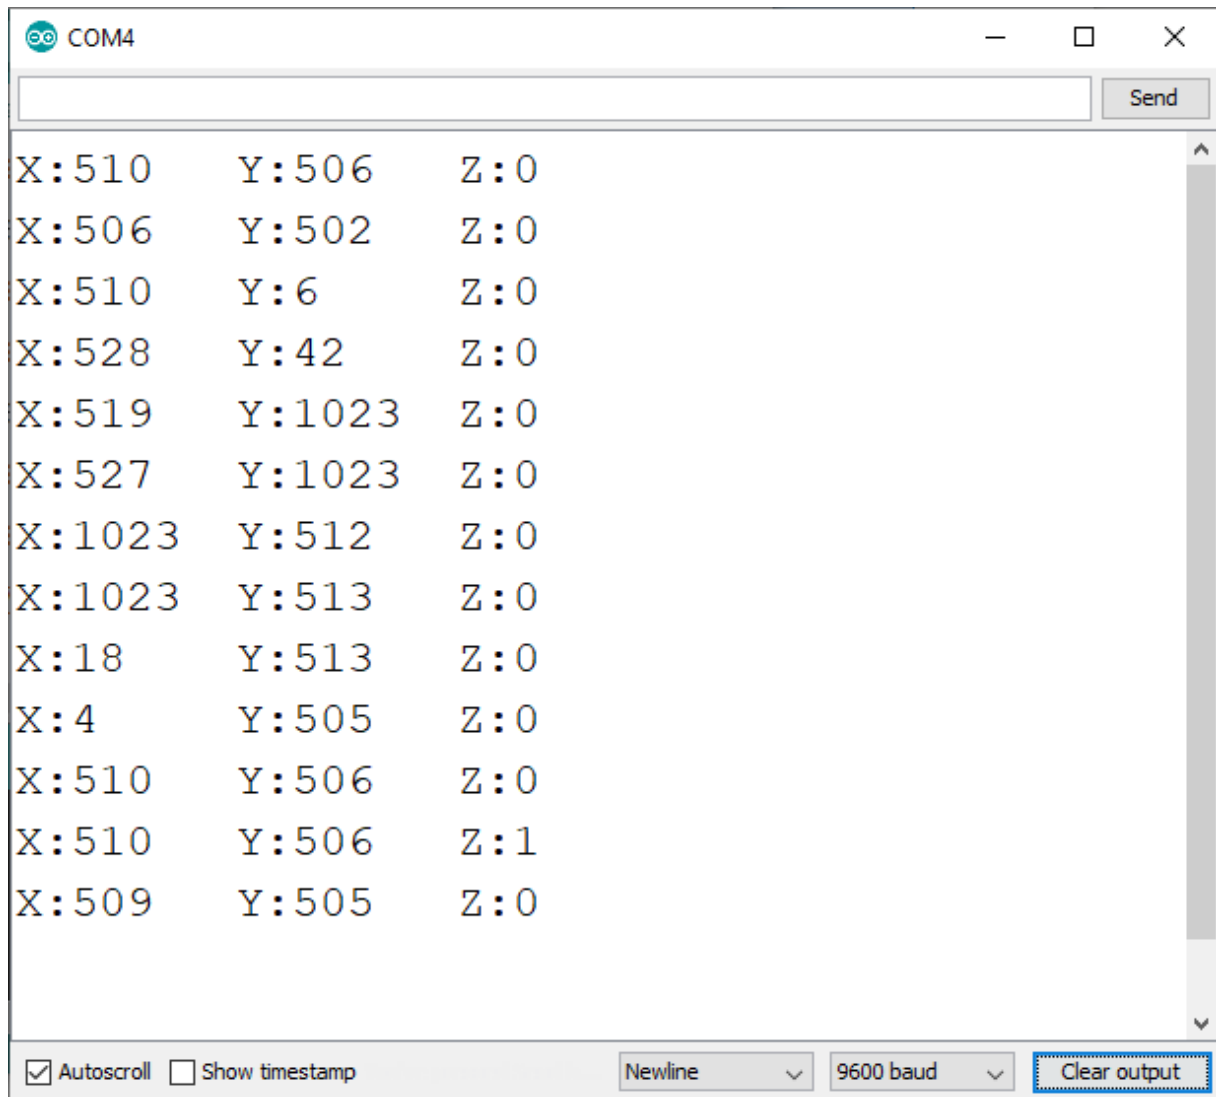 COM4
Send
X:510 Y:506 Z:0
X:506 Y:502 Z:0
X:510 Y:6 Z:0
X:528 Y:42 Z:0
X:519 Y:1023 Z:0
X:527 Y:1023 Z:0
X:1023 Y:512 Z:0
X:1023 Y:513 Z:0
X:18 Y:513 Z:0
X:4 Y:505 Z:0
X:510 Y:506 Z:0
X:510 Y:506 Z:1
X:509 Y:505 Z:0
Autoscroll Show timestamp Newline 9600 baud Clear output